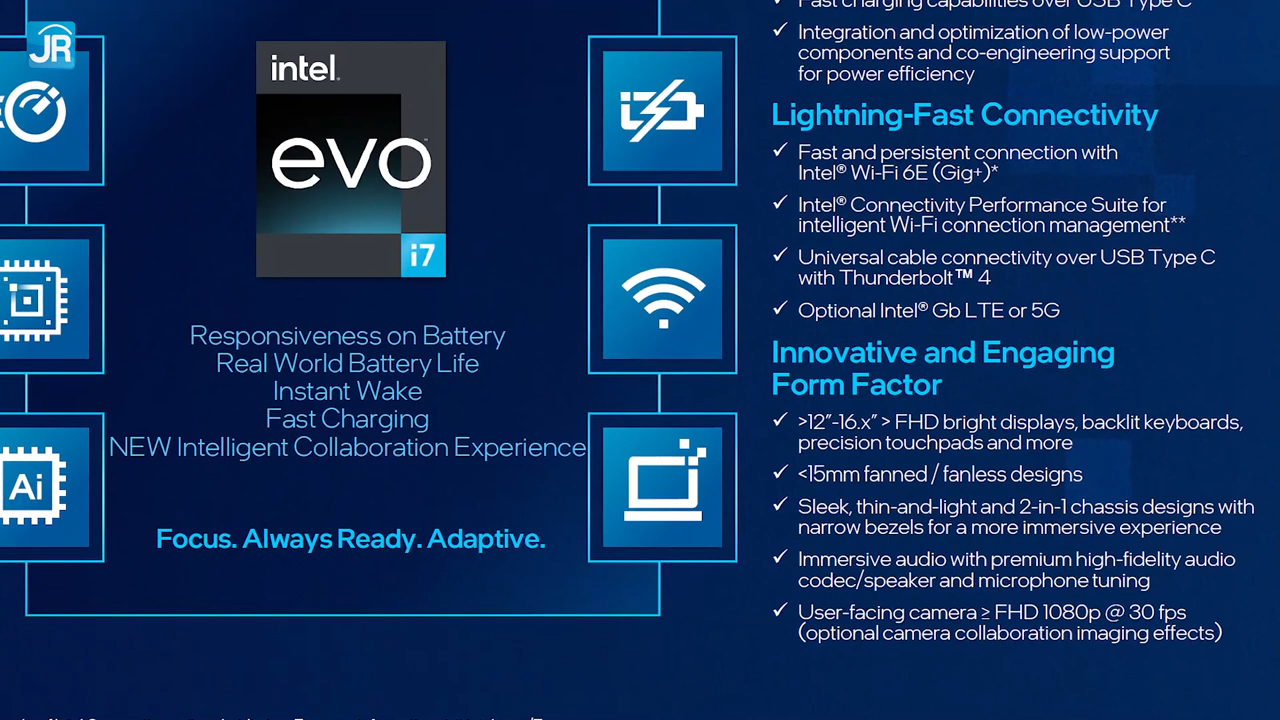 JR
intel.
evo
i7
Ai
Responsiveness on Battery
Real World Battery Life
Instant Wake
Fast Charging
NEW Intelligent Collaboration Experience
Focus. Always Ready. Adaptive.
Fast charging capabilities over USB Type C
✓ Integration and optimization of low-power
components and co-engineering support
for power efficiency
Lightning-Fast Connectivity
✓ Fast and persistent connection with
Intel® Wi-Fi 6E (Gig+)*
✓ Intel® Connectivity Performance Suite for
intelligent Wi-Fi connection management**
✓ Universal cable connectivity over USB Type C
with Thunderbolt™ 4
✓ Optional Intel® Gb LTE or 5G
Innovative and Engaging
Form Factor
✓ >12”-16.x” > FHD bright displays, backlit keyboards,
precision touchpads and more
✓ <15mm fanned / fanless designs
✓ Sleek, thin-and-light and 2-in-1 chassis designs with
narrow bezels for a more immersive experience
✓ Immersive audio with premium high-fidelity audio
codec/speaker and microphone tuning
✓ User-facing camera ≥ FHD 1080p @ 30 fps
(optional camera collaboration imaging effects)